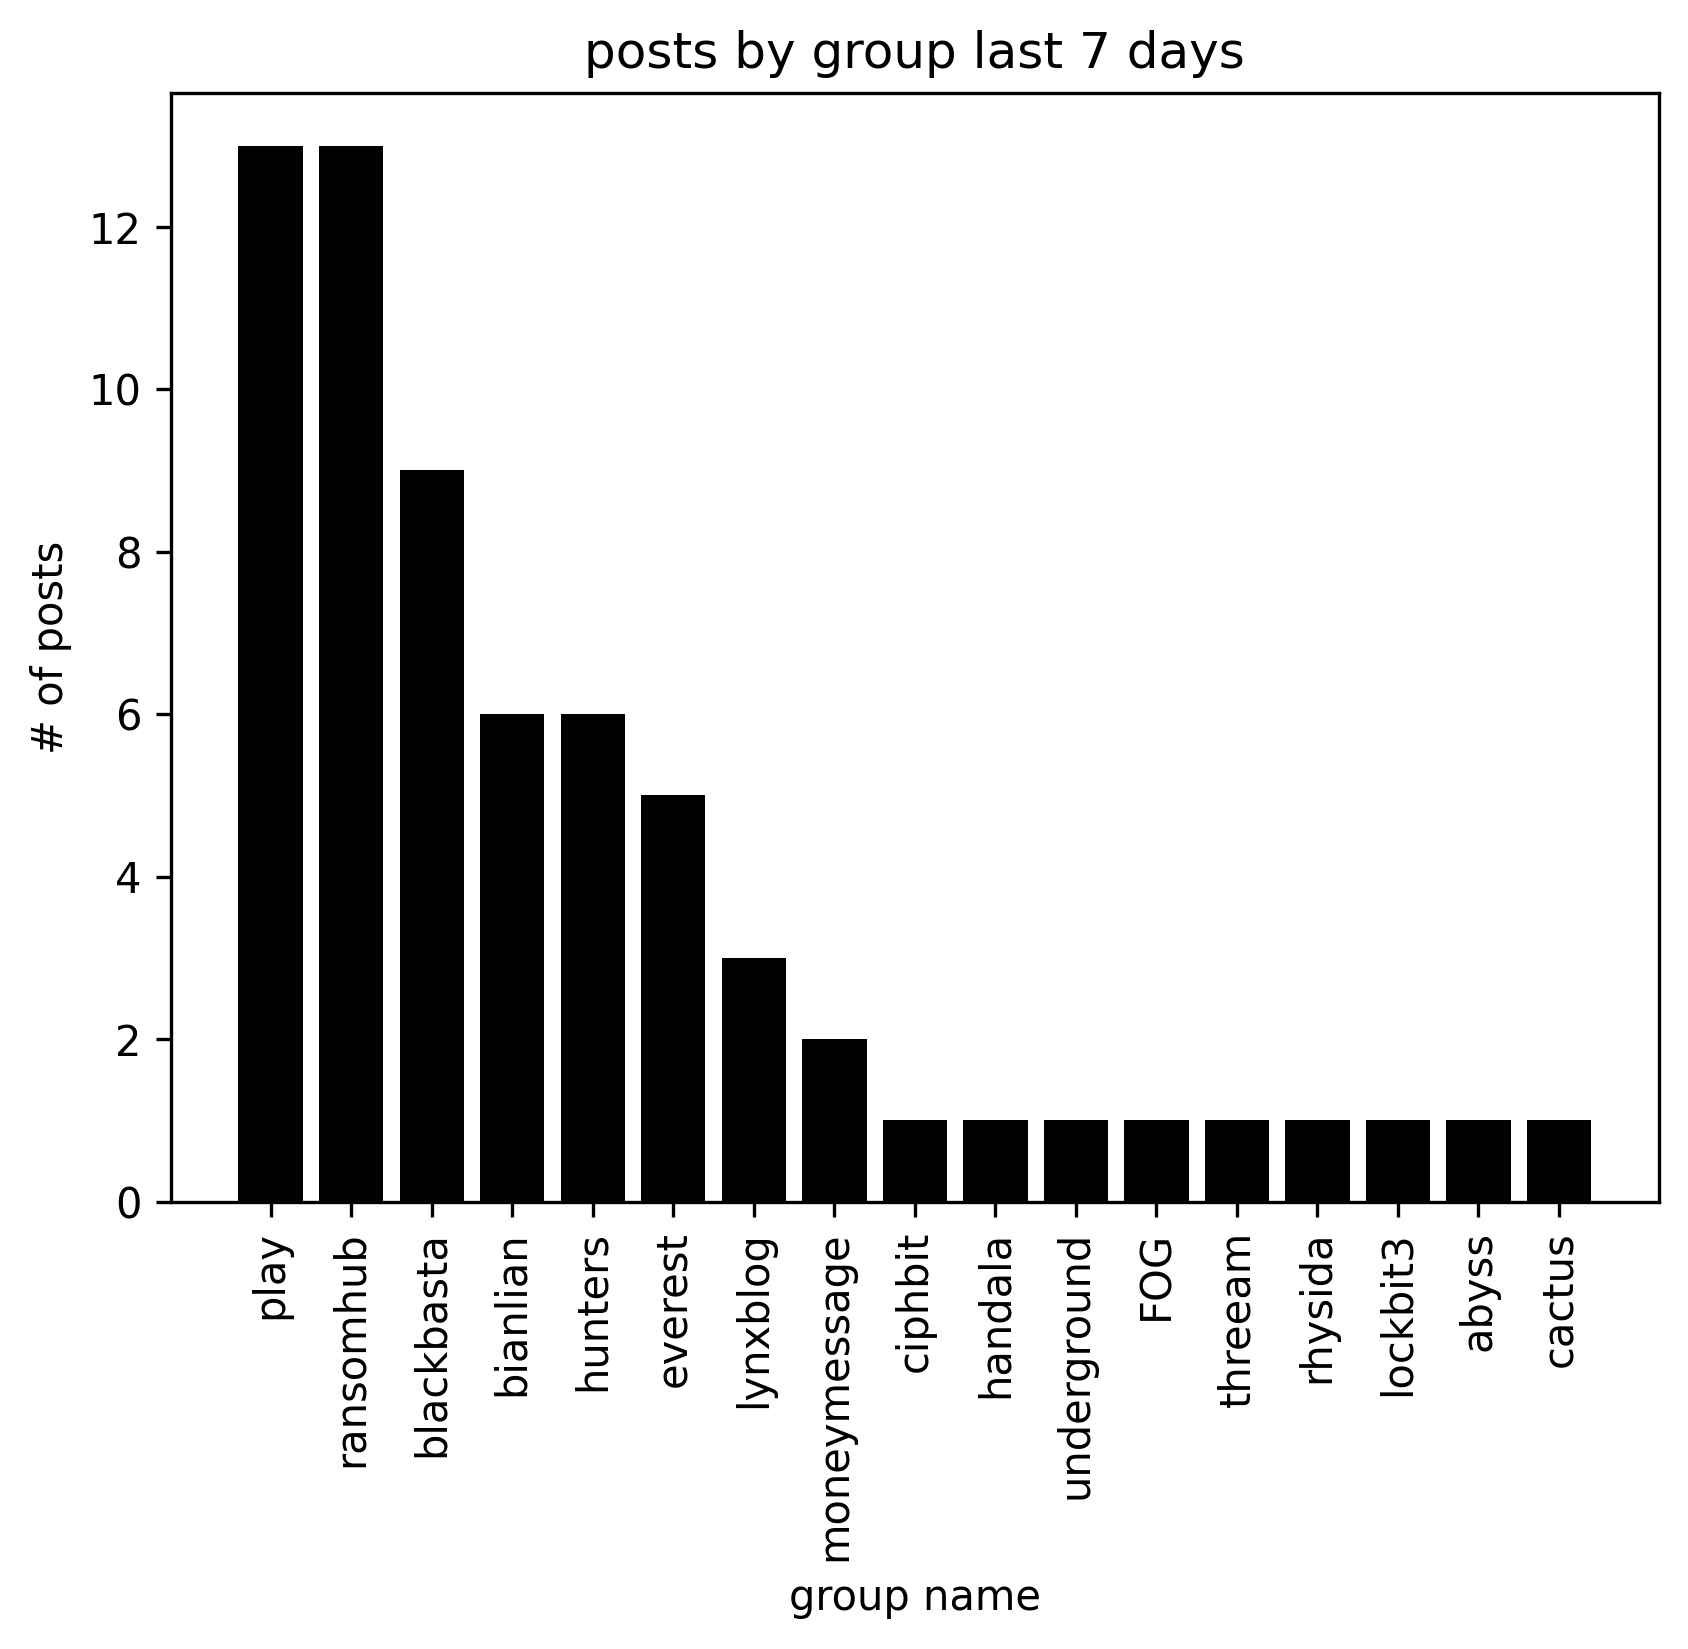 posts by group last 7 days
# of posts
12
10
8
6
4
2
0
play
ransomhub
blackbasta
bianlian
hunters
everest
lynxblog
moneymessage
ciphbit
handala
underground
FOG
threeam
rhysida
lockbit3
abyss
cactus
group name